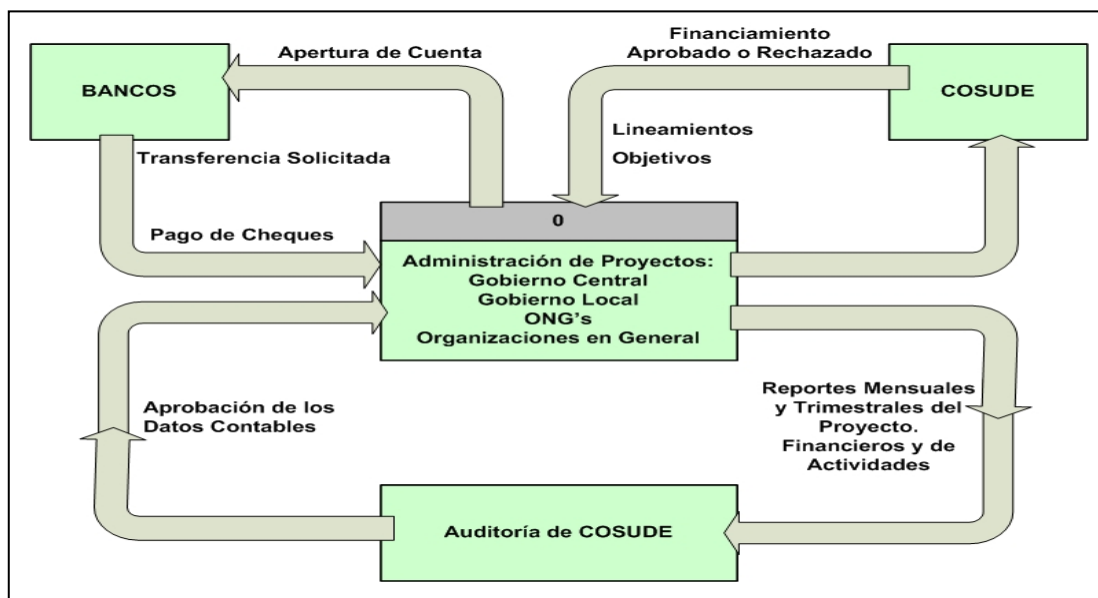 Apertura de Cuenta
Financiamiento
Aprobado o Rechazado
BANCOS
COSUDE
Transferencia Solicitada
Lineamientos
Objetivos
Pago de Cheques
0
Administración de Proyectos:
Gobierno Central
Gobierno Local
ONG’s
Organizaciones en General
Aprobación de los
Datos Contables
Reportes Mensuales
y Trimestrales del
Proyecto.
Financieros y de
Actividades
Auditoría de COSUDE